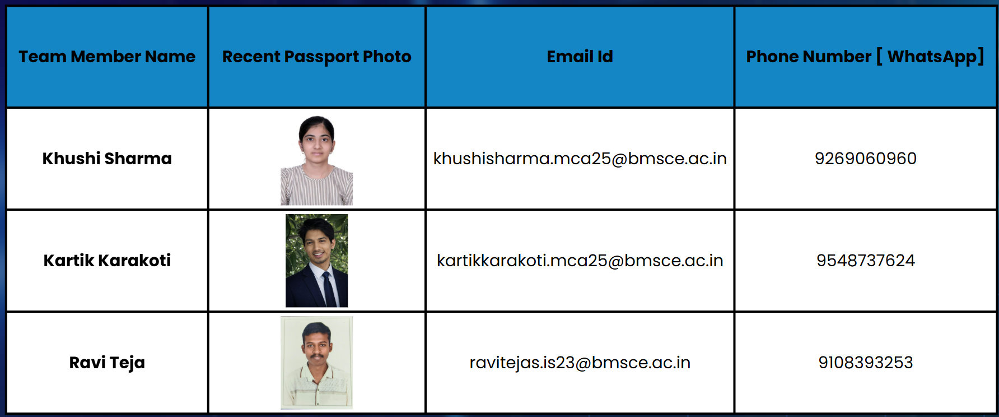 Team Member Name Recent Passport Photo Email Id Phone Number [ WhatsApp]
Khushi Sharma khushisharma.mca25@bmsce.ac.in 9269060960
Kartik Karakoti kartikkarakoti.mca25@bmsce.ac.in 9548737624
Ravi Teja ravitejas.is23@bmsce.ac.in 9108393253